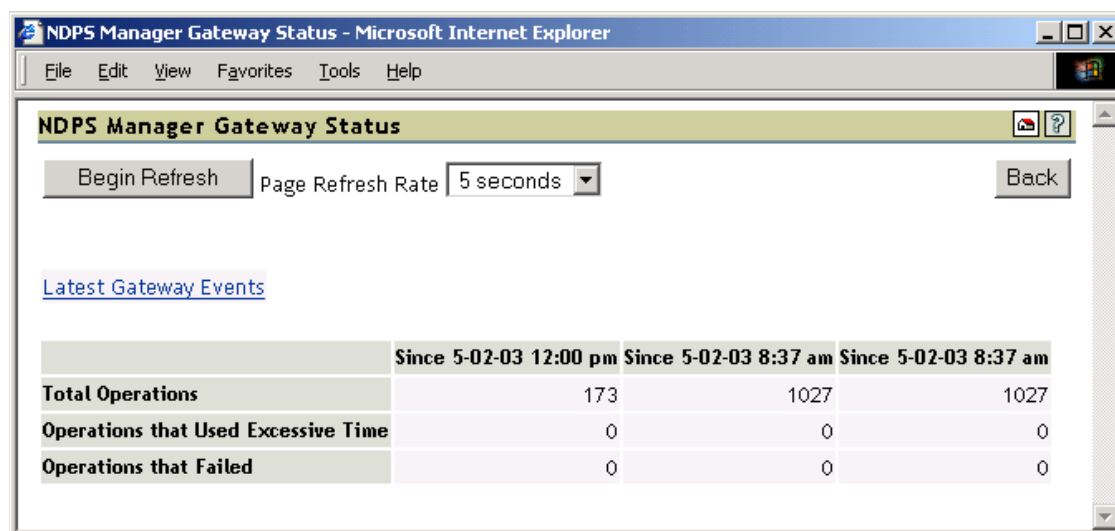 NDPS Manager Gateway Status - Microsoft Internet Explorer
File Edit View Favorites Tools Help
NDPS Manager Gateway Status ?
Begin Refresh Page Refresh Rate 5 seconds Back
Latest Gateway Events
Since 5-02-03 12:00 pm Since 5-02-03 8:37 am Since 5-02-03 8:37 am
Total Operations 173 1027 1027
Operations that Used Excessive Time 0 0 0
Operations that Failed 0 0 0